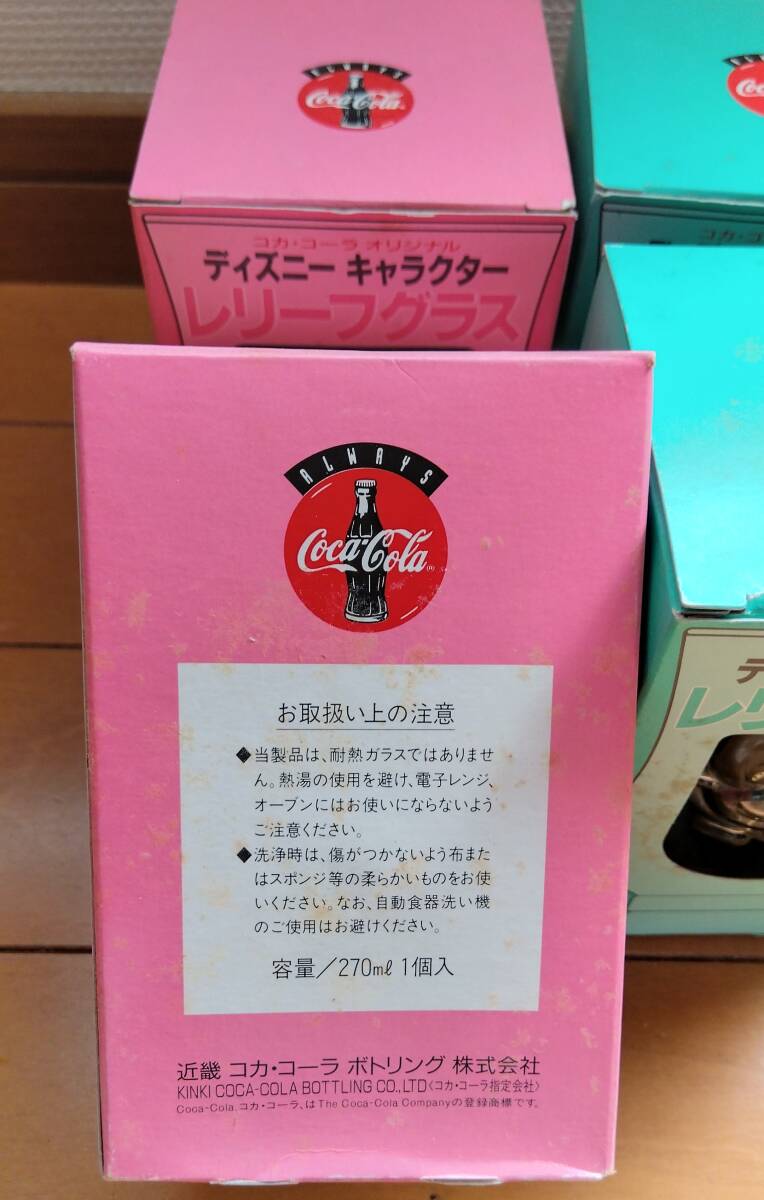 ALWAYS
Coca-Cola
コカ・コーラ オリジナル
ディズニー キャラクター
レリーフグラス
コカ・コ
ALWAYS
Coca-Cola
お取扱い上の注意
◆当製品は、耐熱ガラスではありませ
ん。熱湯の使用を避け、電子レンジ、
オーブンにはお使いにならないよう
ご注意ください。
◆洗浄時は、傷がつかないよう布また
はスポンジ等の柔らかいものをお使
いください。なお、自動食器洗い機
のご使用はお避けください。
容量/270㎖ 1個入
近畿 コカ・コーラ ボトリング 株式会社
KINKI COCA-COLA BOTTLING CO.,LTD〈コカ・コーラ指定会社〉
Coca-Cola. コカ・コーラ、はThe Coca-Cola Companyの登録商標です。
デ
レリ